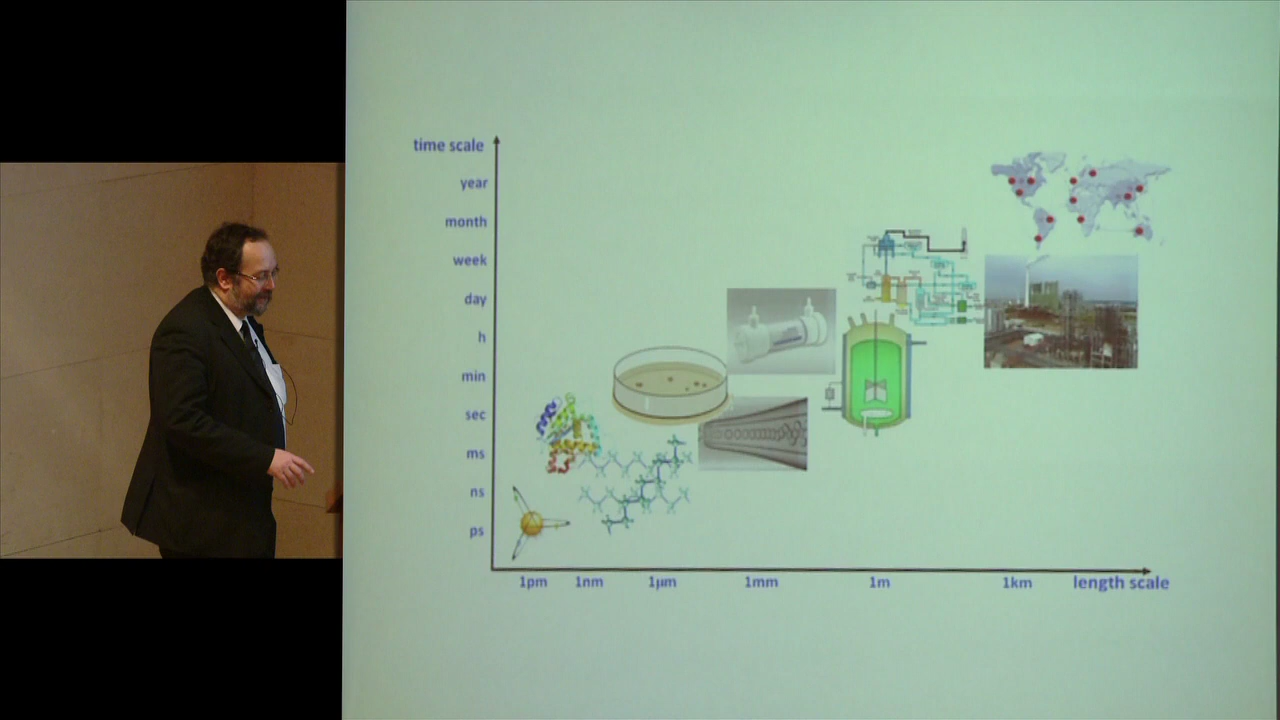 time scale
year
month
week
day
h
min
sec
ms
ns
ps
1pm 1nm 1µm 1mm 1m 1km length scale